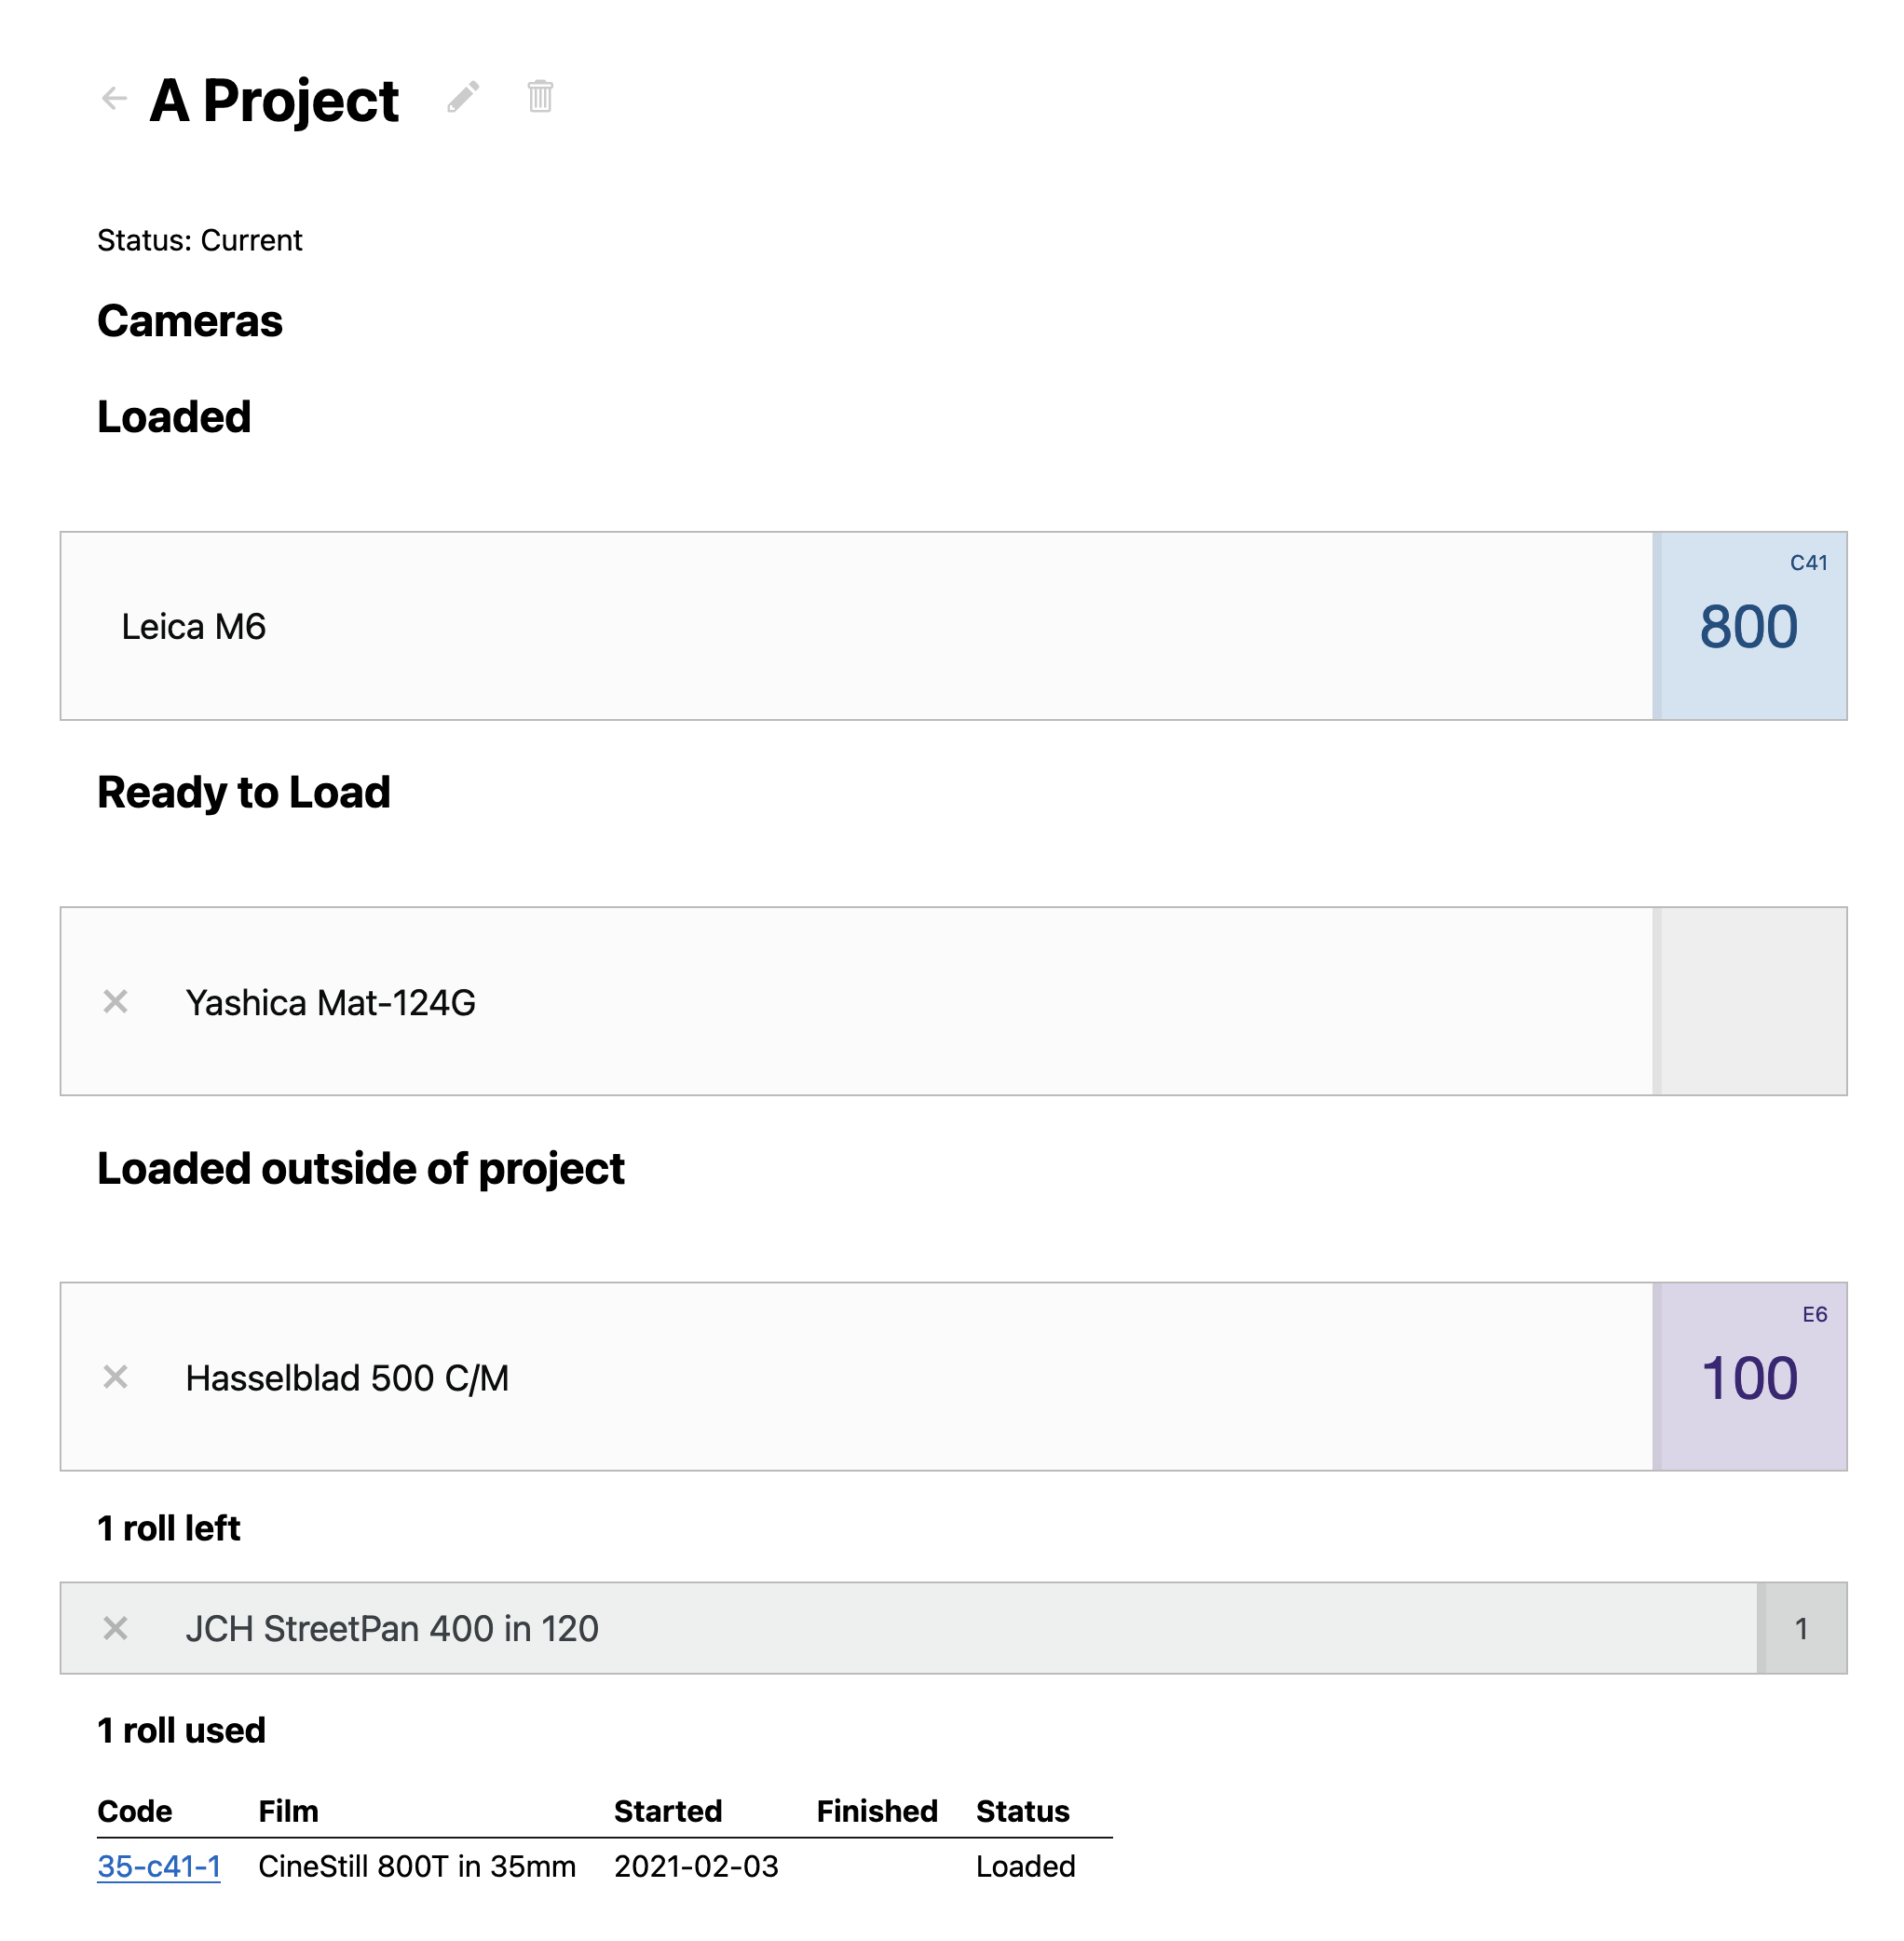 A Project
Status: Current
Cameras
Loaded
Leica M6
C41
800
Ready to Load
Yashica Mat-124G
Loaded outside of project
Hasselblad 500 C/M
E6
100
1 roll left
JCH StreetPan 400 in 120
1
1 roll used
Code Film Started Finished Status
35-c41-1 CineStill 800T in 35mm 2021-02-03 Loaded